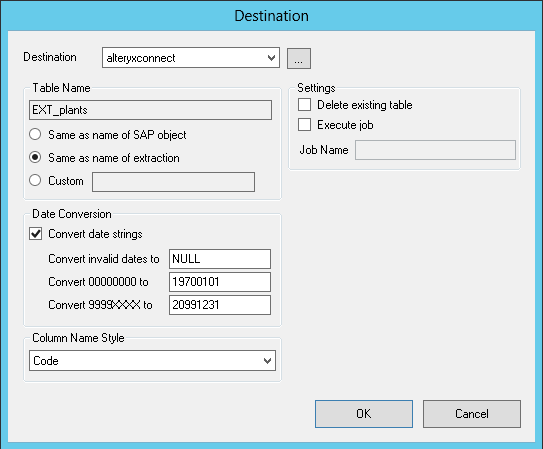 Destination
Destination alteryxconnect ...
Table Name
EXT_plants
Same as name of SAP object
Same as name of extraction
Custom
Settings
Delete existing table
Execute job
Job Name
Date Conversion
Convert date strings
Convert invalid dates to NULL
Convert 00000000 to 19700101
Convert 9999XXXX to 20991231
Column Name Style
Code
OK Cancel